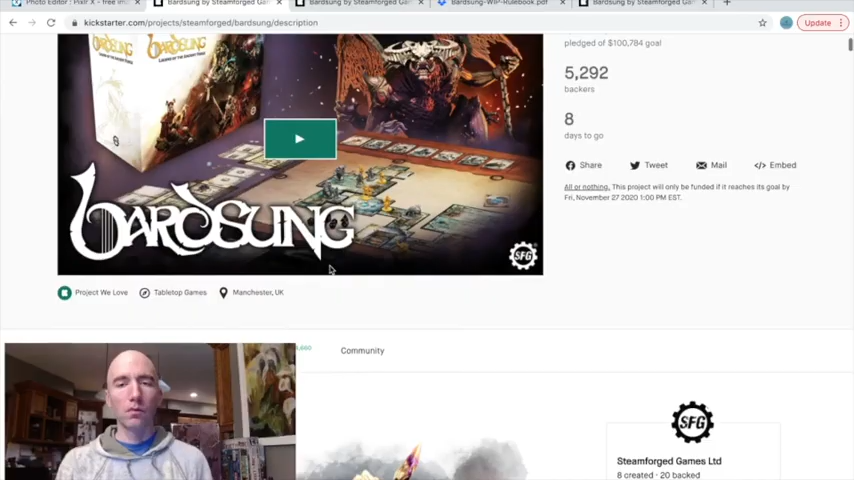 Photo Editor : Pixlr X - free im
Bardsung by Steamforged Gam
Bardsung by Steamforged Gam
Bardsung-WIP-Rulebook.pdf
Bardsung by Steamforged Gam
kickstarter.com/projects/steamforged/bardsung/description
Update
BARDSUNG
BARDSUNG
pledged of $100,784 goal
5,292
backers
8
days to go
Share
Tweet
Mail
Embed
All or nothing. This project will only be funded if it reaches its goal by
Fri, November 27 2020 1:00 PM EST.
BARDSUNG
SFG
Project We Love
Tabletop Games
Manchester, UK
Community
SFG
Steamforged Games Ltd
8 created · 20 backed